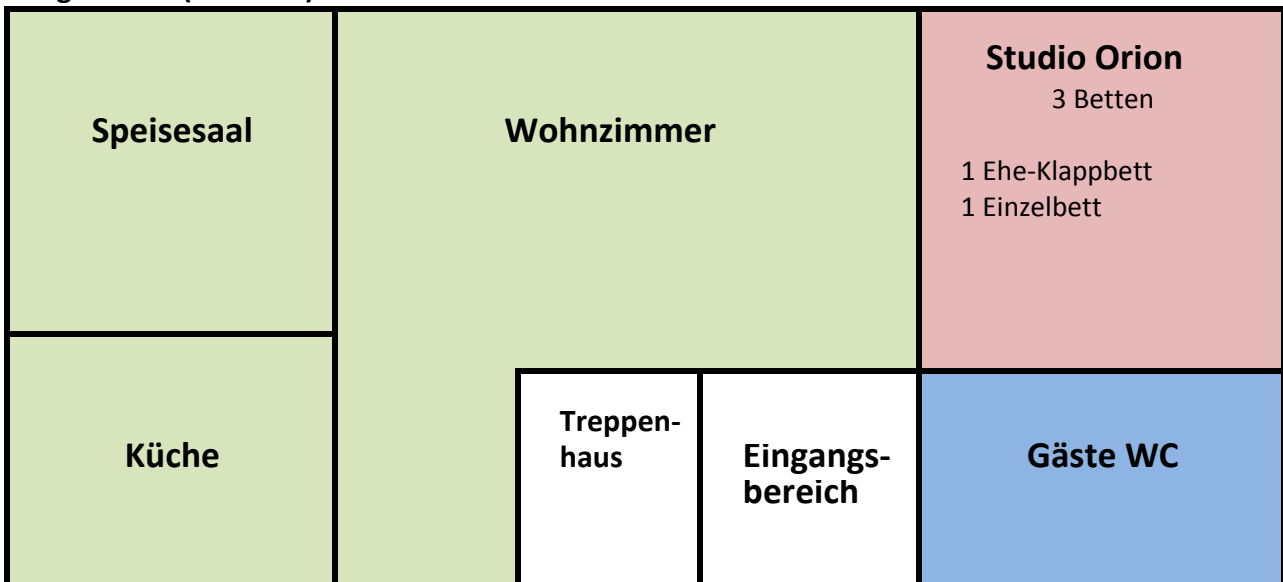 Speisesaal
Wohnzimmer
Studio Orion
3 Betten
1 Ehe-Klappbett
1 Einzelbett
Küche
Treppen-
haus
Eingangs-
bereich
Gäste WC